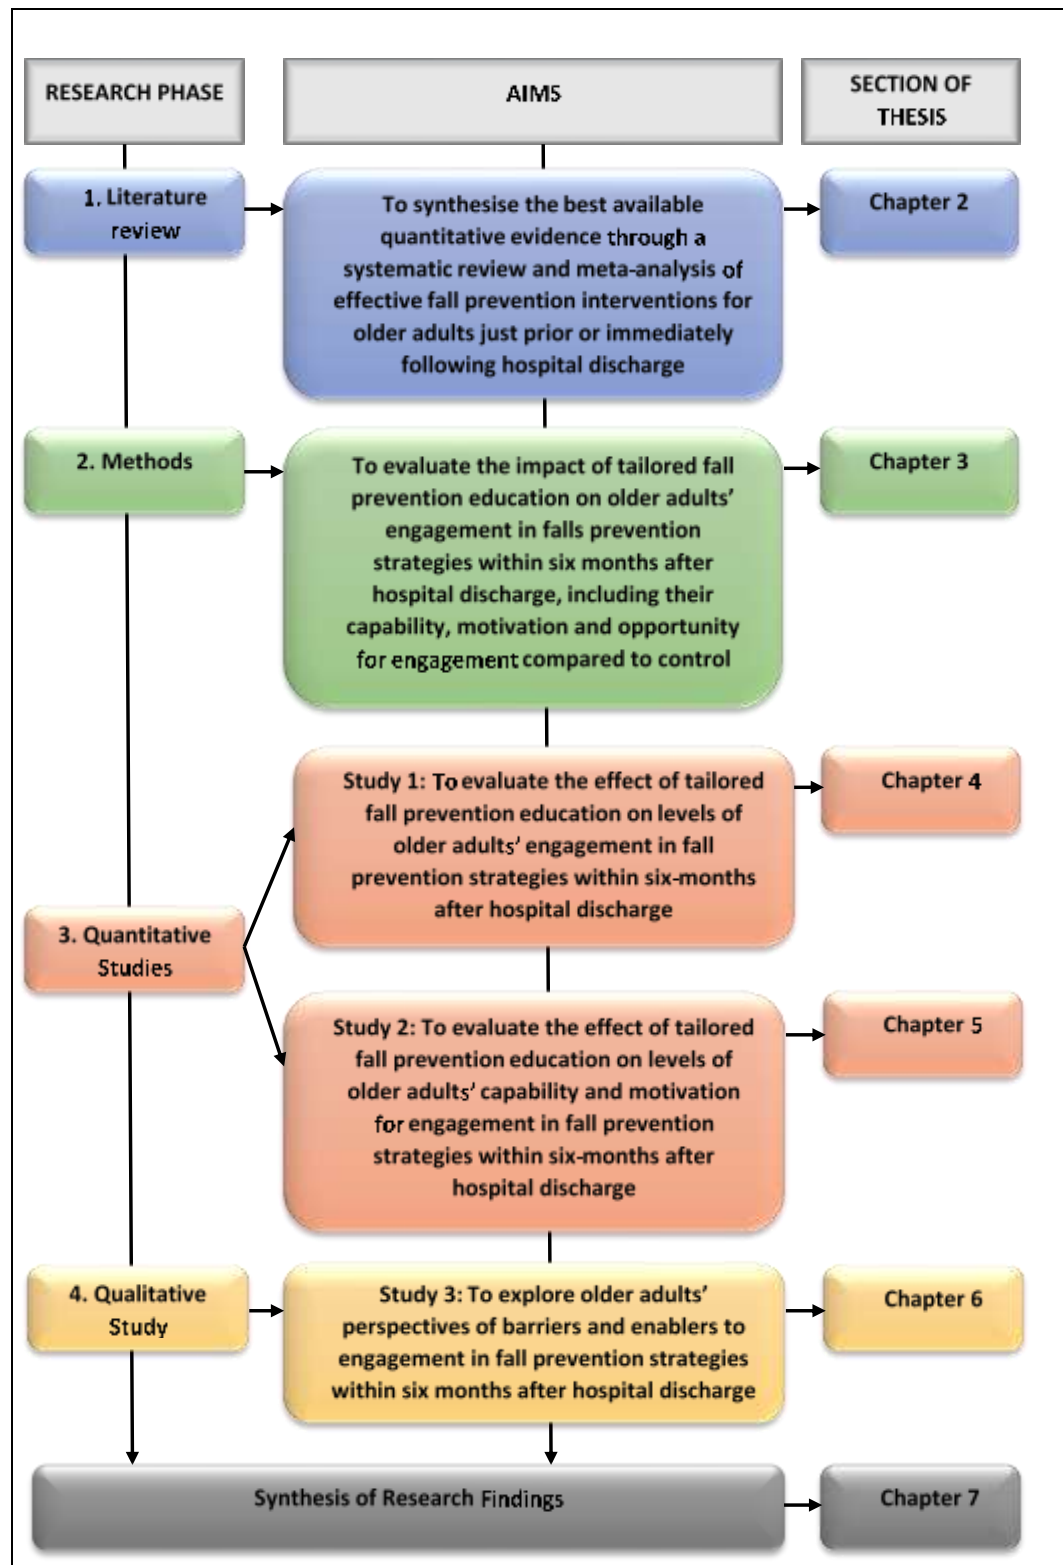 RESEARCH PHASE
AIMS
SECTION OF
THESIS
1. Literature
review
To synthesise the best available
quantitative evidence through a
systematic review and meta-analysis of
effective fall prevention interventions for
older adults just prior or immediately
following hospital discharge
Chapter 2
2. Methods
To evaluate the impact of tailored fall
prevention education on older adults’
engagement in falls prevention
strategies within six months after
hospital discharge, including their
capability, motivation and opportunity
for engagement compared to control
Chapter 3
3. Quantitative
Studies
Study 1: To evaluate the effect of tailored
fall prevention education on levels of
older adults’ engagement in fall
prevention strategies within six-months
after hospital discharge
Chapter 4
Study 2: To evaluate the effect of tailored
fall prevention education on levels of
older adults’ capability and motivation
for engagement in fall prevention
strategies within six-months after
hospital discharge
Chapter 5
4. Qualitative
Study
Study 3: To explore older adults’
perspectives of barriers and enablers to
engagement in fall prevention strategies
within six months after hospital discharge
Chapter 6
Synthesis of Research Findings
Chapter 7